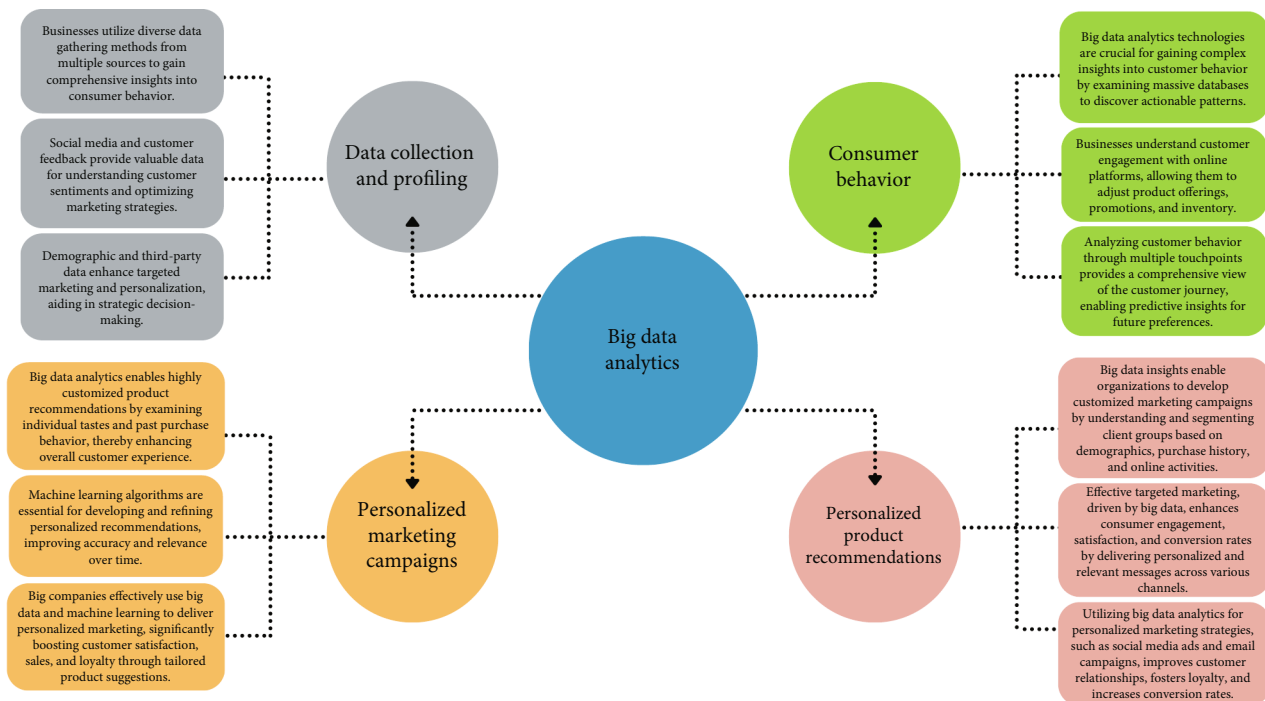 Businesses utilize diverse data
gathering methods from
multiple sources to gain
comprehensive insights into
consumer behavior.
Social media and customer
feedback provide valuable data
for understanding customer
sentiments and optimizing
marketing strategies.
Demographic and third-party
data enhance targeted
marketing and personalization,
aiding in strategic decision-
making.
Data collection
and profiling
Consumer
behavior
Big data analytics technologies
are crucial for gaining complex
insights into customer behavior
by examining massive databases
to discover actionable patterns.
Businesses understand customer
engagement with online
platforms, allowing them to
adjust product offerings,
promotions, and inventory.
Analyzing customer behavior
through multiple touchpoints
provides a comprehensive view
of the customer journey,
enabling predictive insights for
future preferences.
Big data
analytics
Big data analytics enables highly
customized product
recommendations by examining
individual tastes and past purchase
behavior, thereby enhancing
overall customer experience.
Machine learning algorithms are
essential for developing and refining
personalized recommendations,
improving accuracy and relevance
over time.
Big companies effectively use big
data and machine learning to deliver
personalized marketing, significantly
boosting customer satisfaction,
sales, and loyalty through tailored
product suggestions.
Personalized
marketing
campaigns
Personalized
product
recommendations
Big data insights enable
organizations to develop
customized marketing campaigns
by understanding and segmenting
client groups based on
demographics, purchase history,
and online activities.
Effective targeted marketing,
driven by big data, enhances
consumer engagement,
satisfaction, and conversion rates
by delivering personalized and
relevant messages across various
channels.
Utilizing big data analytics for
personalized marketing strategies,
such as social media ads and email
campaigns, improves customer
relationships, fosters loyalty, and
increases conversion rates.